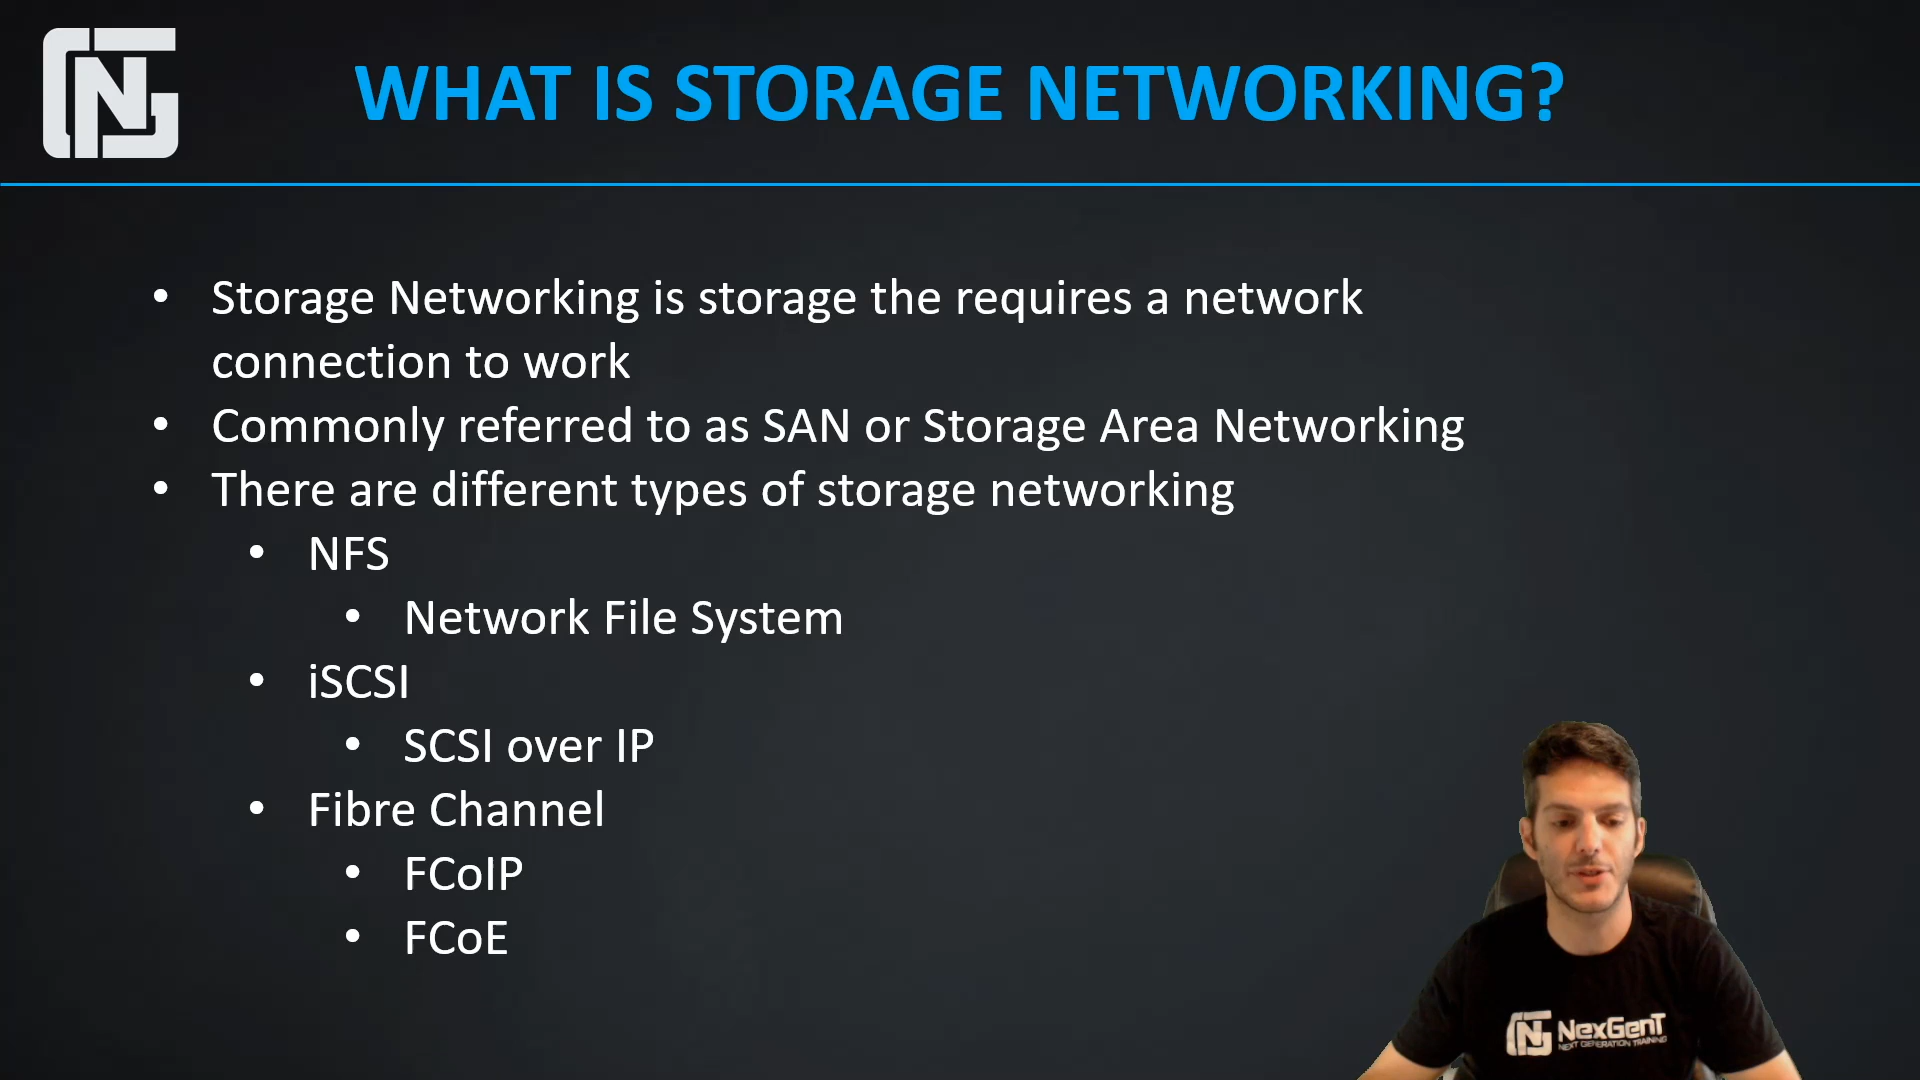 WHAT IS STORAGE NETWORKING?
• Storage Networking is storage the requires a network
connection to work
• Commonly referred to as SAN or Storage Area Networking
• There are different types of storage networking
• NFS
• Network File System
• iSCSI
• SCSI over IP
• Fibre Channel
• FCoIP
• FCoE
NexGenT
NEXT GENERATION TRAINING